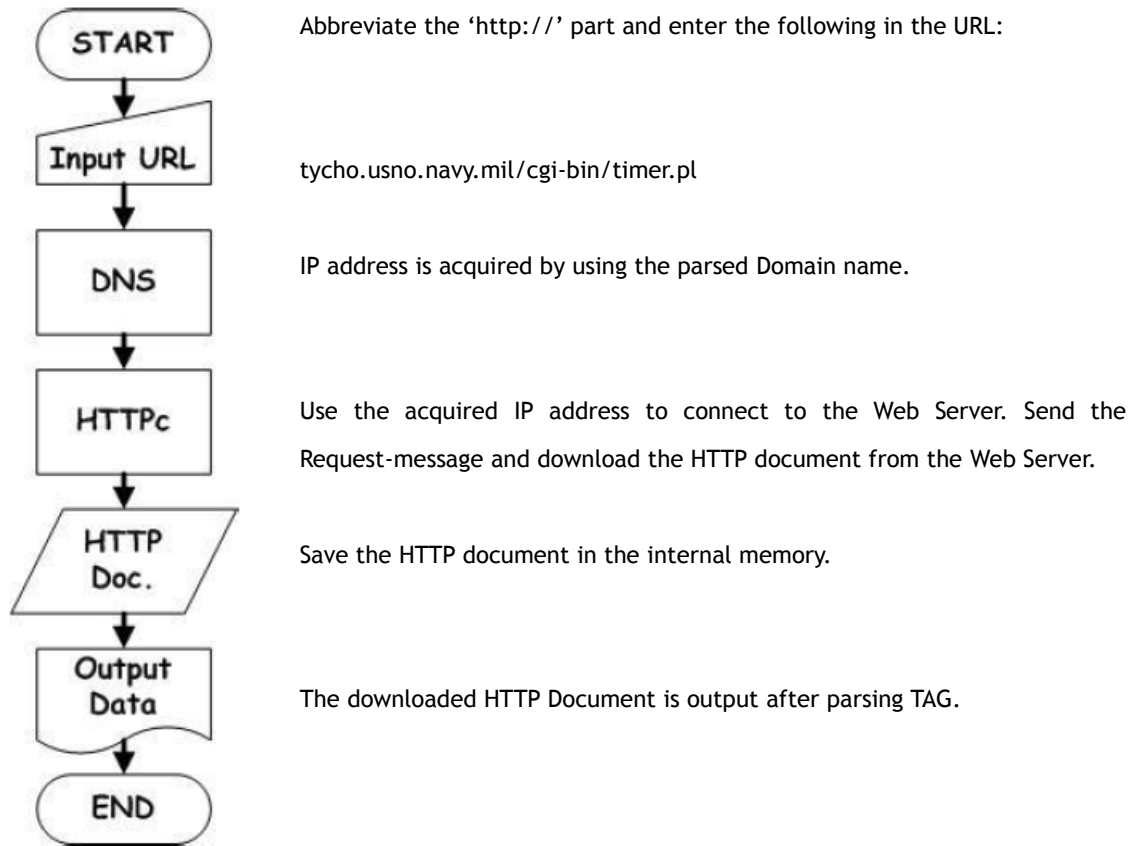 START
Abbreviate the ‘http://’ part and enter the following in the URL:
Input URL
tycho.usno.navy.mil/cgi-bin/timer.pl
DNS
IP address is acquired by using the parsed Domain name.
HTTPc
Use the acquired IP address to connect to the Web Server. Send the
Request-message and download the HTTP document from the Web Server.
HTTP
Doc.
Save the HTTP document in the internal memory.
Output
Data
The downloaded HTTP Document is output after parsing TAG.
END